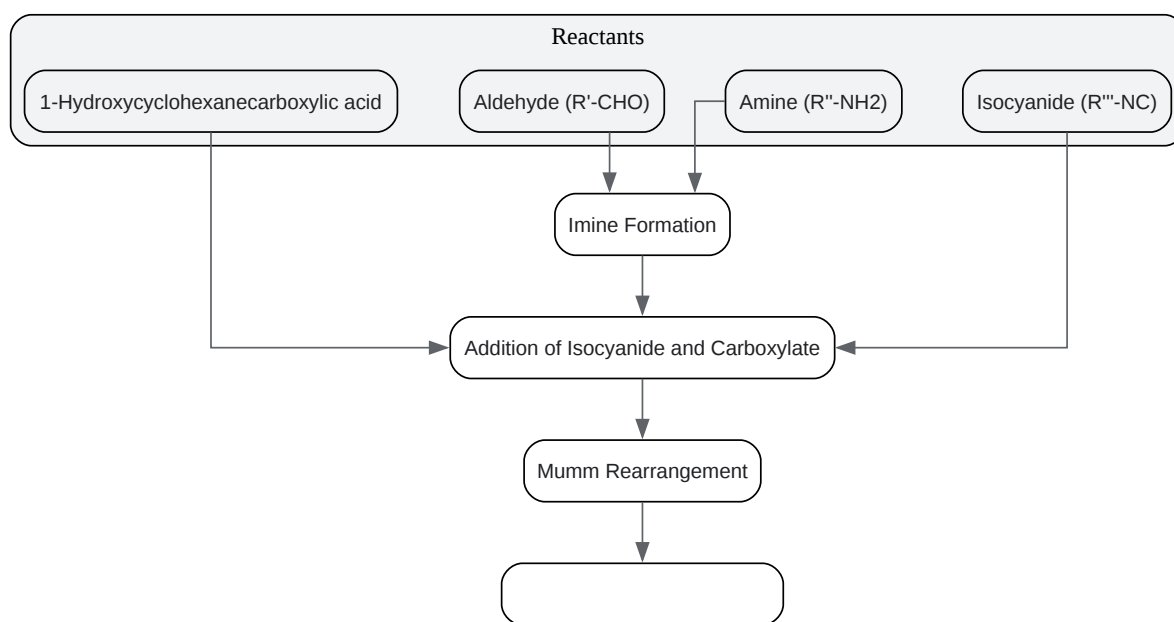 Reactants
1-Hydroxycyclohexanecarboxylic acid
Aldehyde (R'-CHO)
Amine (R''-NH2)
Isocyanide (R'''-NC)
Imine Formation
Addition of Isocyanide and Carboxylate
Mumm Rearrangement